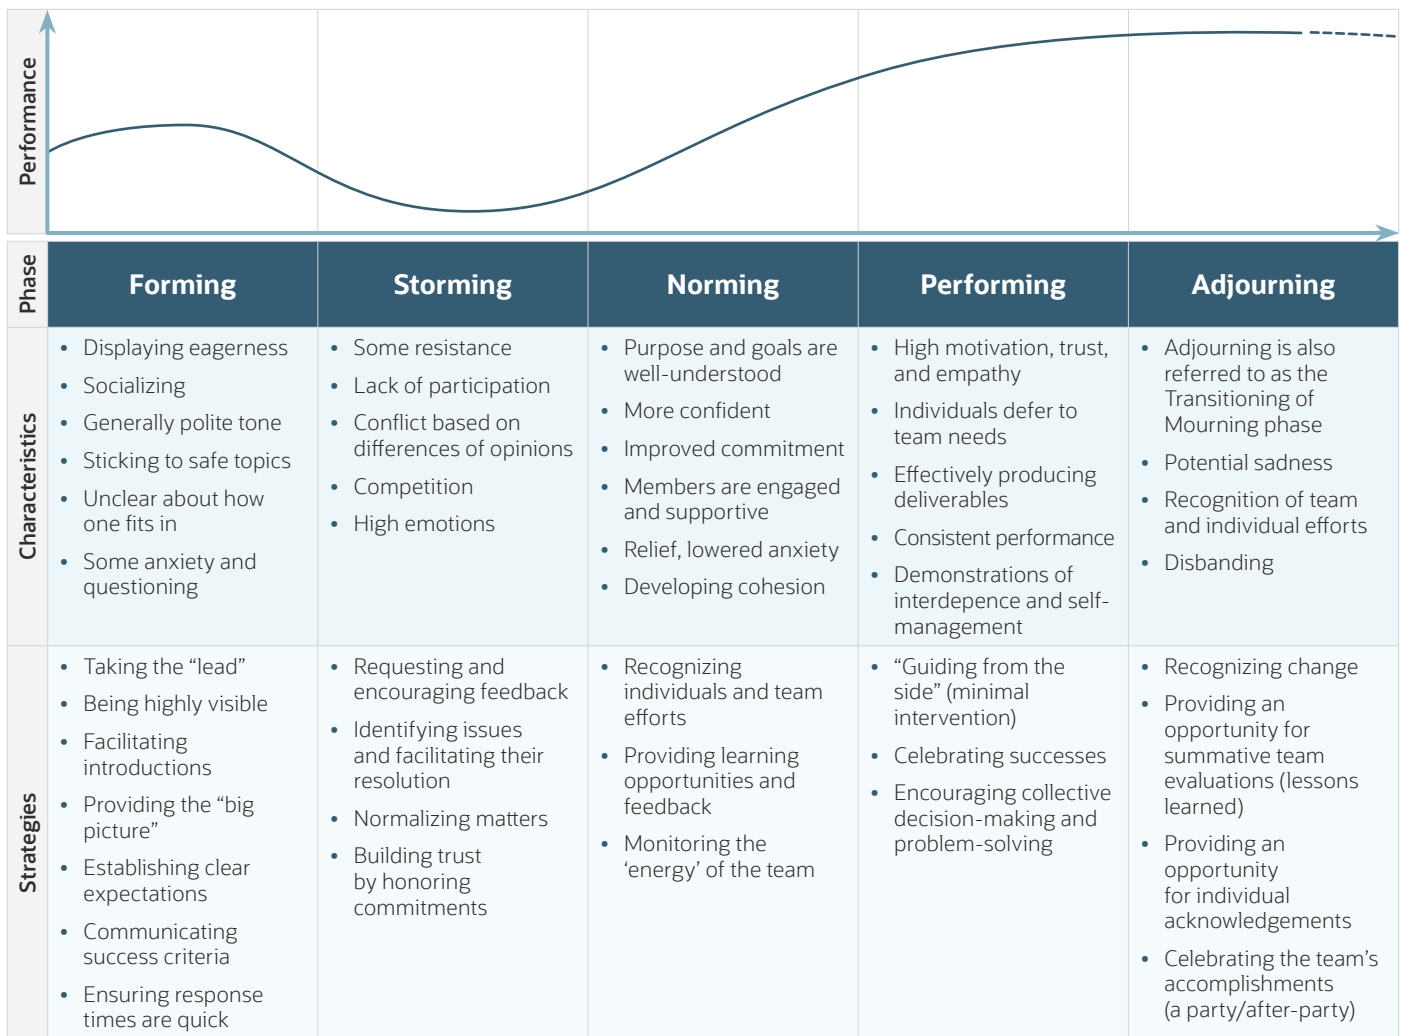 Performance
Phase
Forming
Storming
Norming
Performing
Adjourning
Characteristics
• Displaying eagerness
• Socializing
• Generally polite tone
• Sticking to safe topics
• Unclear about how
one fits in
• Some anxiety and
questioning
• Some resistance
• Lack of participation
• Conflict based on
differences of opinions
• Competition
• High emotions
• Purpose and goals are
well-understood
• More confident
• Improved commitment
• Members are engaged
and supportive
• Relief, lowered anxiety
• Developing cohesion
• High motivation, trust,
and empathy
• Individuals defer to
team needs
• Effectively producing
deliverables
• Consistent performance
• Demonstrations of
interdepence and self-
management
• Adjourning is also
referred to as the
Transitioning of
Mourning phase
• Potential sadness
• Recognition of team
and individual efforts
• Disbanding
Strategies
• Taking the “lead”
• Being highly visible
• Facilitating
introductions
• Providing the “big
picture”
• Establishing clear
expectations
• Communicating
success criteria
• Ensuring response
times are quick
• Requesting and
encouraging feedback
• Identifying issues
and facilitating their
resolution
• Normalizing matters
• Building trust
by honoring
commitments
• Recognizing
individuals and team
efforts
• Providing learning
opportunities and
feedback
• Monitoring the
‘energy’ of the team
• “Guiding from the
side” (minimal
intervention)
• Celebrating successes
• Encouraging collective
decision-making and
problem-solving
• Recognizing change
• Providing an
opportunity for
summative team
evaluations (lessons
learned)
• Providing an
opportunity
for individual
acknowledgements
• Celebrating the team’s
accomplishments
(a party/after-party)